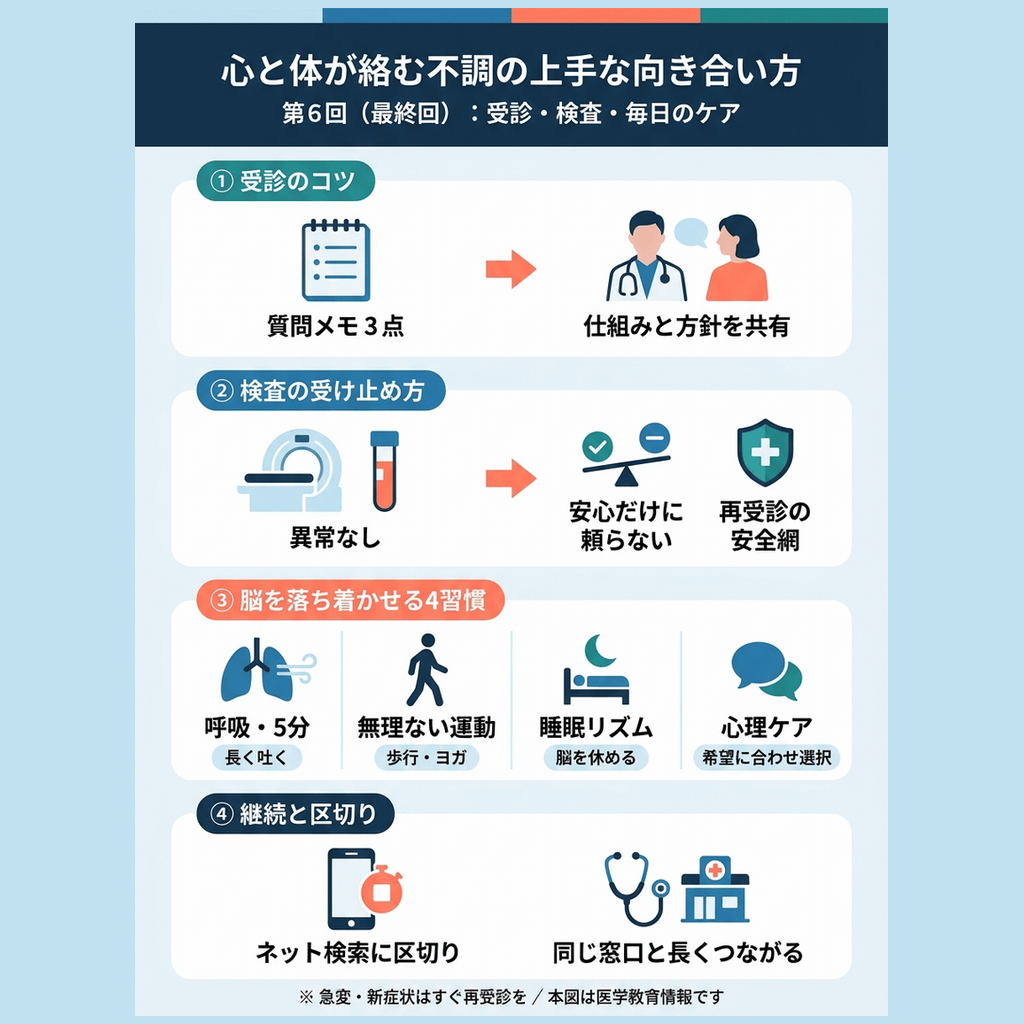 心と体が絡む不調の上手な向き合い方
第6回（最終回）：受診・検査・毎日のケア
① 受診のコツ
質問メモ3点
仕組みと方針を共有
② 検査の受け止め方
異常なし
安心だけに
頼らない
再受診の
安全網
③ 脳を落ち着かせる4習慣
呼吸・5分
長く吐く
無理ない運動
歩行・ヨガ
睡眠リズム
脳を休める
心理ケア
希望に合わせ選択
④ 継続と区切り
ネット検索に区切り
同じ窓口と長くつながる
※ 急変・新症状はすぐ再受診を ／ 本図は医学教育情報です